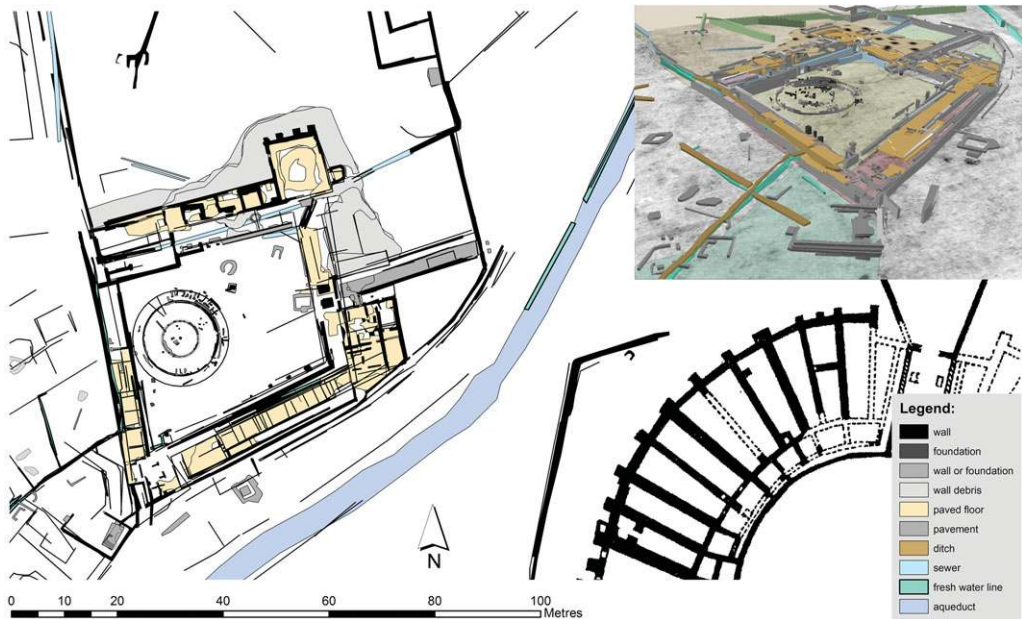 N
0 10 20 40 60 80 100
Metres
Legend:
wall
foundation
wall or foundation
wall debris
paved floor
pavement
ditch
sewer
fresh water line
aqueduct